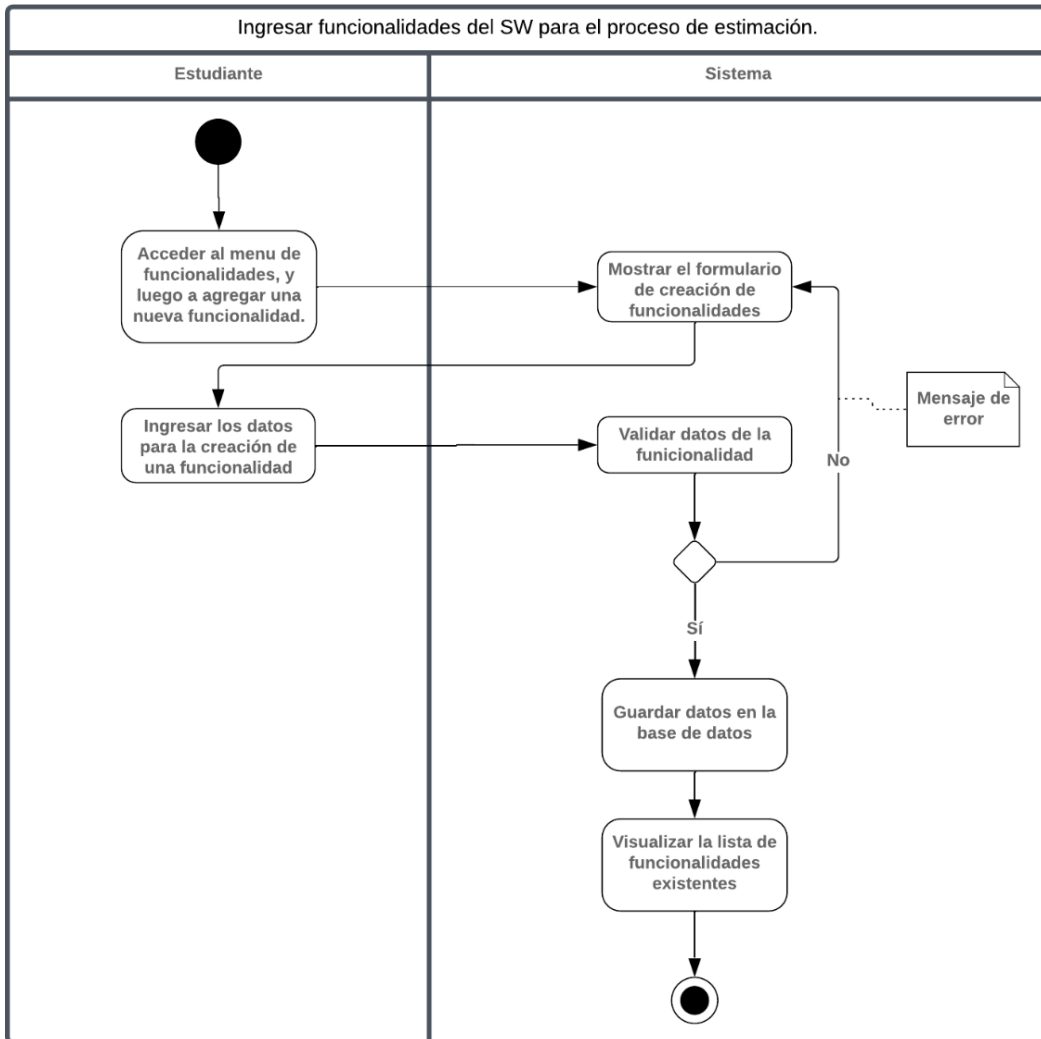 Ingresar funcionalidades del SW para el proceso de estimación.
Estudiante
Sistema
Acceder al menu de
funcionalidades, y
luego a agregar una
nueva funcionalidad.
Mostrar el formulario
de creación de
funcionalidades
Mensaje de
error
Ingresar los datos
para la creación de
una funcionalidad
Validar datos de la
funicionalidad
No
Sí
Guardar datos en la
base de datos
Visualizar la lista de
funcionalidades
existentes